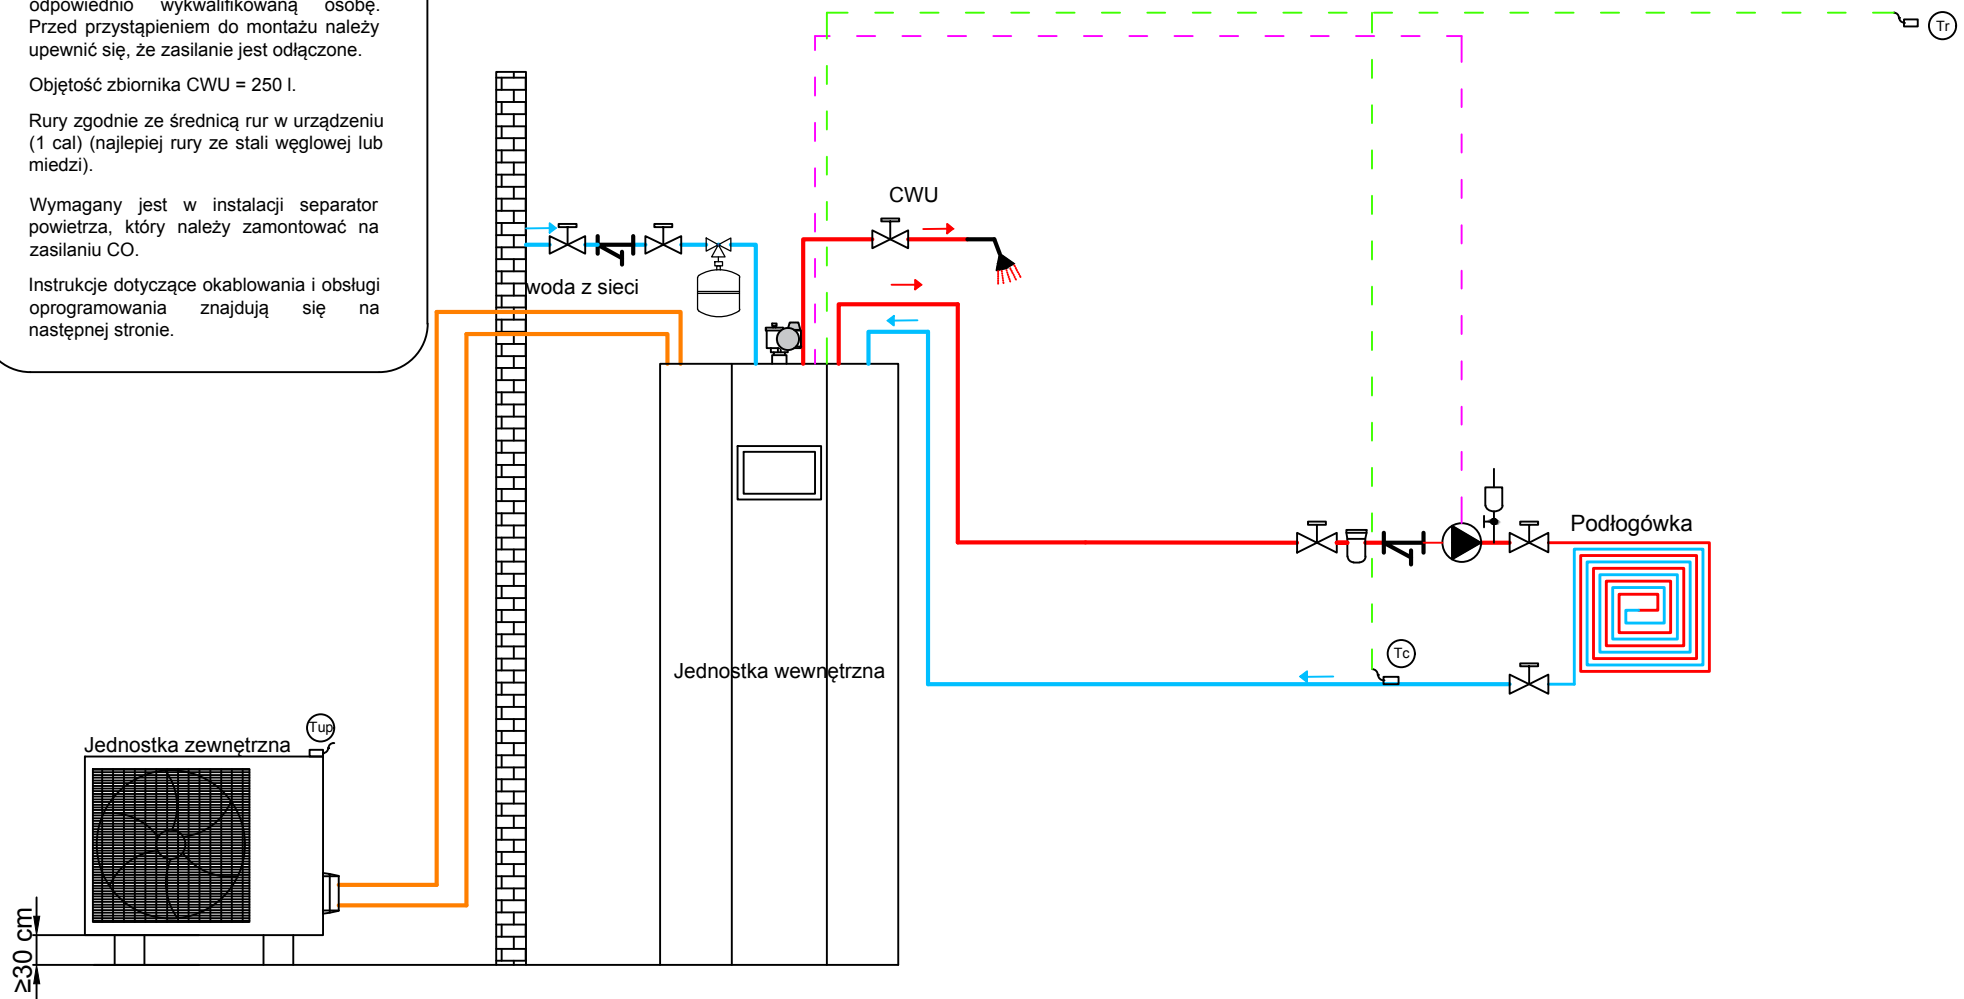 odpowiednio wykwalifikowaną osobę.
Przed przystąpieniem do montażu należy
upewnić się, że zasilanie jest odłączone.
Objętość zbiornika CWU = 250 l.
Rury zgodnie ze średnicą rur w urządzeniu
(1 cal) (najlepiej rury ze stali węglowej lub
miedzi).
Wymagany jest w instalacji separator
powietrza, który należy zamontować na
zasilaniu CO.
Instrukcje dotyczące okablowania i obsługi
oprogramowania znajdują się na
następnej stronie.
Tr
CWU
woda z sieci
Podłogówka
Tc
Jednostka wewnętrzna
Tup
Jednostka zewnętrzna
≥30 cm